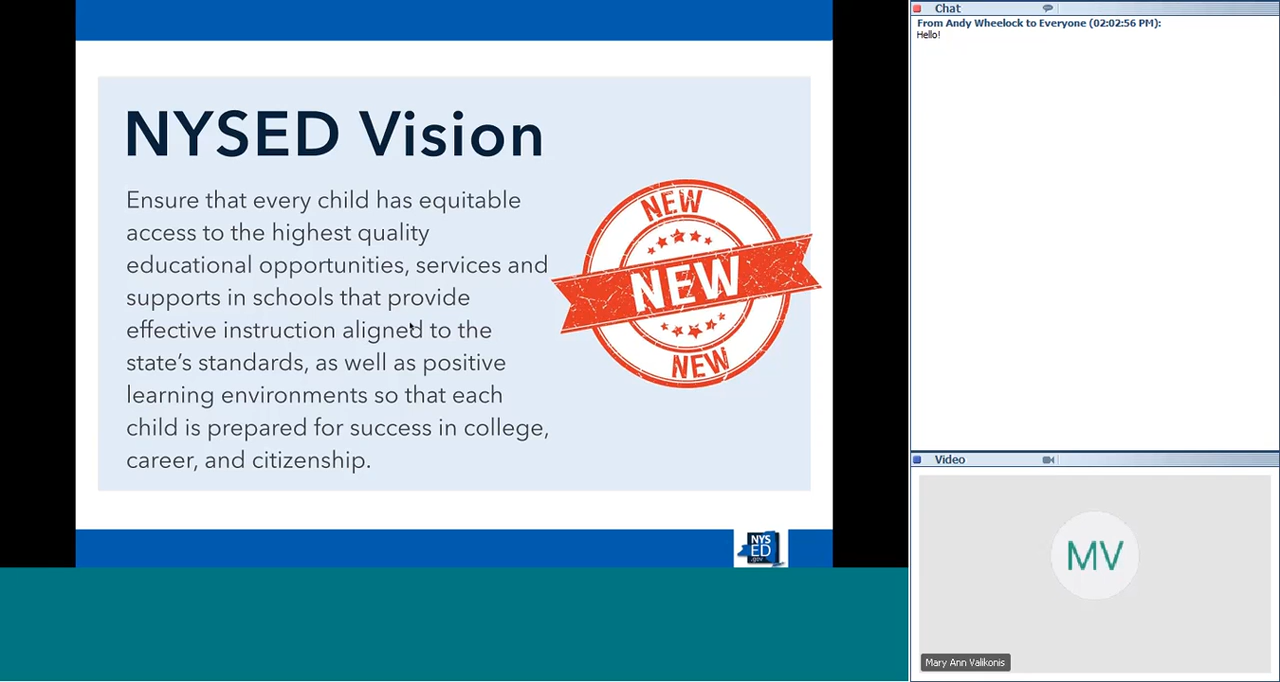 NYSED Vision
Ensure that every child has equitable
access to the highest quality
educational opportunities, services and
supports in schools that provide
effective instruction aligned to the
state’s standards, as well as positive
learning environments so that each
child is prepared for success in college,
career, and citizenship.
NEW
NEW
NEW
NYS
ED
.gov
Chat
From Andy Wheelock to Everyone (02:02:56 PM):
Hello!
Video
MV
Mary Ann Valikonis